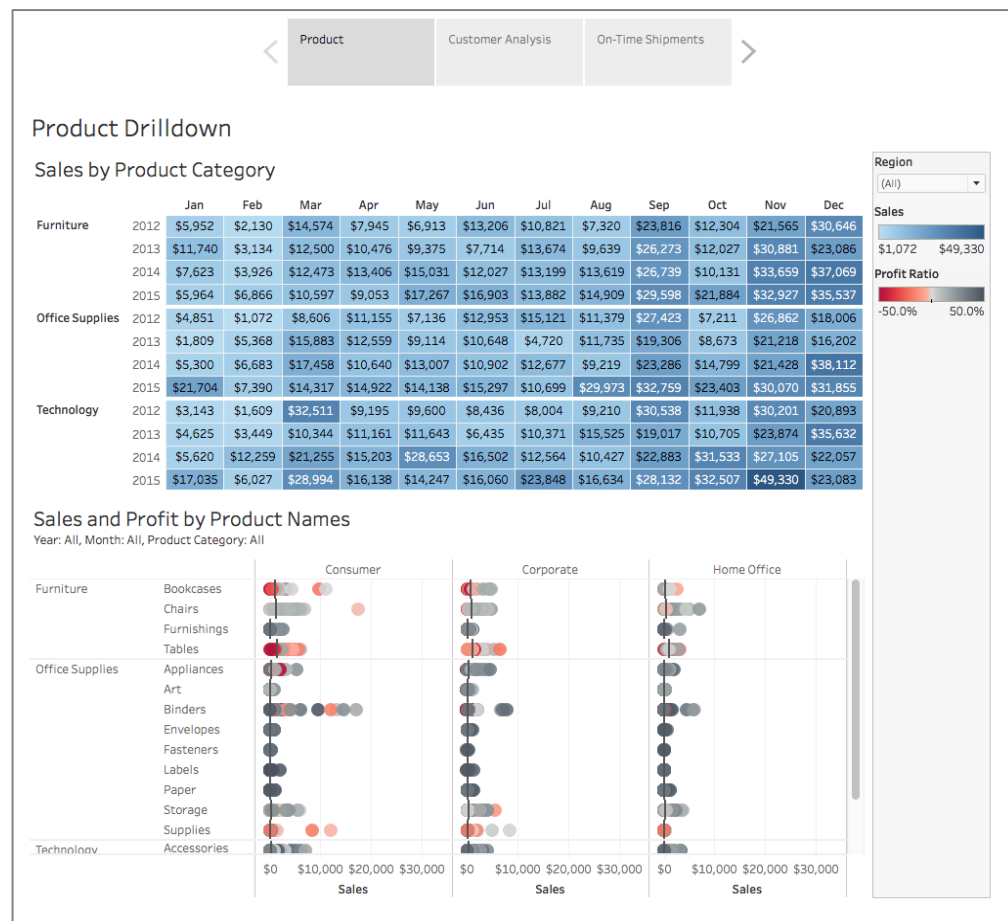 Product Customer Analysis On-Time Shipments
Product Drilldown
Sales by Product Category
Region
(All)
Sales
$1,072 $49,330
Profit Ratio
-50.0% 50.0%
Jan Feb Mar Apr May Jun Jul Aug Sep Oct Nov Dec
Furniture 2012 $5,952 $2,130 $14,574 $7,945 $6,913 $13,206 $10,821 $7,320 $23,816 $12,304 $21,565 $30,646
2013 $11,740 $3,134 $12,500 $10,476 $9,375 $7,714 $13,674 $9,639 $26,273 $12,027 $30,881 $23,086
2014 $7,623 $3,926 $12,473 $13,406 $15,031 $12,027 $13,199 $13,619 $26,739 $10,131 $33,659 $37,069
2015 $5,964 $6,866 $10,597 $9,053 $17,267 $16,903 $13,882 $14,909 $29,598 $21,884 $32,927 $35,537
Office Supplies 2012 $4,851 $1,072 $8,606 $11,155 $7,136 $12,953 $15,121 $11,379 $27,423 $7,211 $26,862 $18,006
2013 $1,809 $5,368 $15,883 $12,559 $9,114 $10,648 $4,720 $11,735 $19,306 $8,673 $21,218 $16,202
2014 $5,300 $6,683 $17,458 $10,640 $13,007 $10,902 $12,677 $9,219 $23,286 $14,799 $21,428 $38,112
2015 $21,704 $7,390 $14,317 $14,922 $14,138 $15,297 $10,699 $29,973 $32,759 $23,403 $30,070 $31,855
Technology 2012 $3,143 $1,609 $32,511 $9,195 $9,600 $8,436 $8,004 $9,210 $30,538 $11,938 $30,201 $20,893
2013 $4,625 $3,449 $10,344 $11,161 $11,643 $6,435 $10,371 $15,525 $19,017 $10,705 $23,874 $35,632
2014 $5,620 $12,259 $21,255 $15,203 $28,653 $16,502 $12,564 $10,427 $22,883 $31,533 $27,105 $22,057
2015 $17,035 $6,027 $28,994 $16,138 $14,247 $16,060 $23,848 $16,634 $28,132 $32,507 $49,330 $23,083
Sales and Profit by Product Names
Year: All, Month: All, Product Category: All
Consumer Corporate Home Office
Furniture Bookcases
Chairs
Furnishings
Tables
Office Supplies Appliances
Art
Binders
Envelopes
Fasteners
Labels
Paper
Storage
Supplies
Technology Accessories
$0 $10,000 $20,000 $30,000 $0 $10,000 $20,000 $30,000 $0 $10,000 $20,000 $30,000
Sales Sales Sales